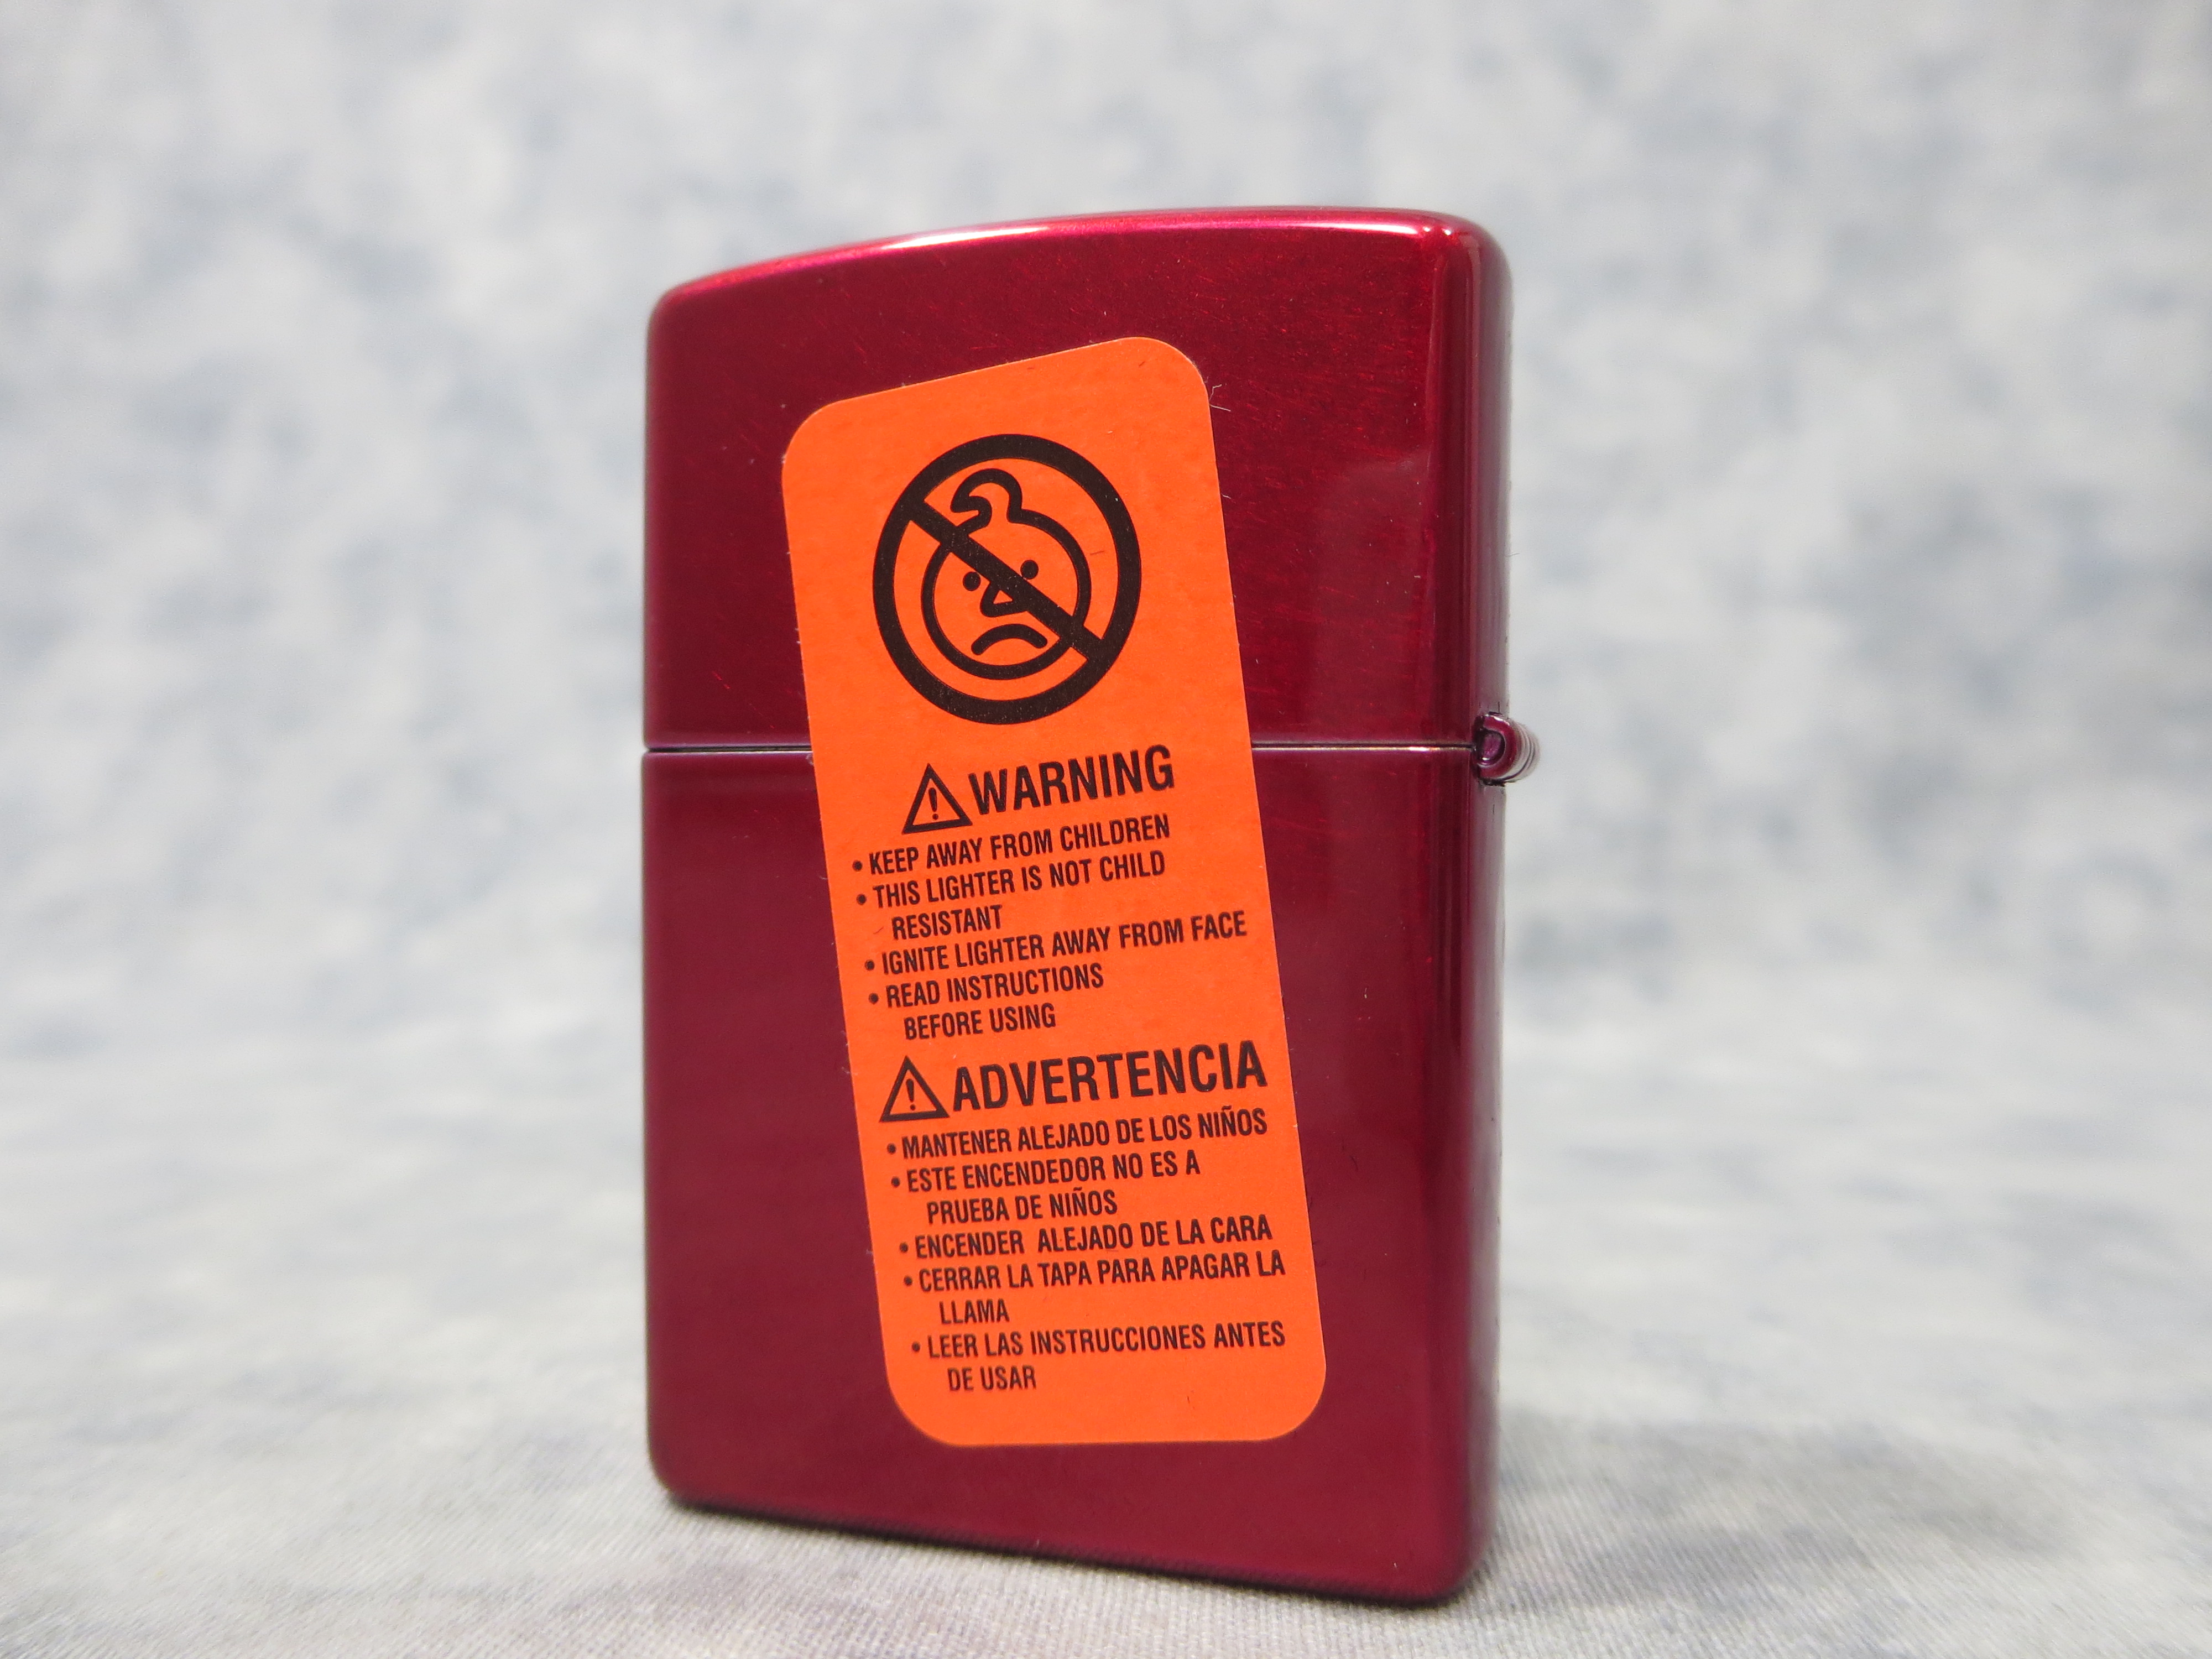 WARNING
• KEEP AWAY FROM CHILDREN
• THIS LIGHTER IS NOT CHILD
RESISTANT
• IGNITE LIGHTER AWAY FROM FACE
• READ INSTRUCTIONS
BEFORE USING
ADVERTENCIA
• MANTENER ALEJADO DE LOS NIÑOS
• ESTE ENCENDEDOR NO ES A
PRUEBA DE NIÑOS
• ENCENDER ALEJADO DE LA CARA
• CERRAR LA TAPA PARA APAGAR LA
LLAMA
• LEER LAS INSTRUCCIONES ANTES
DE USAR